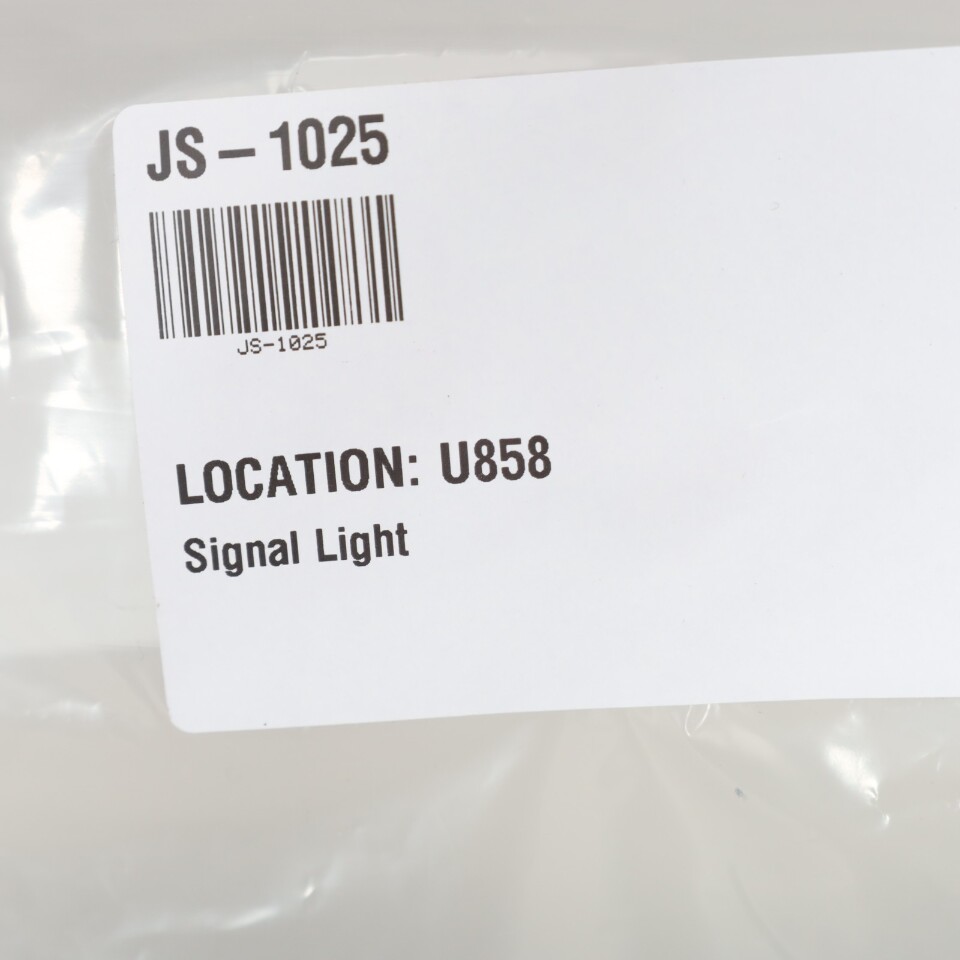 JS – 1025
JS-1025
LOCATION: U858
Signal Light